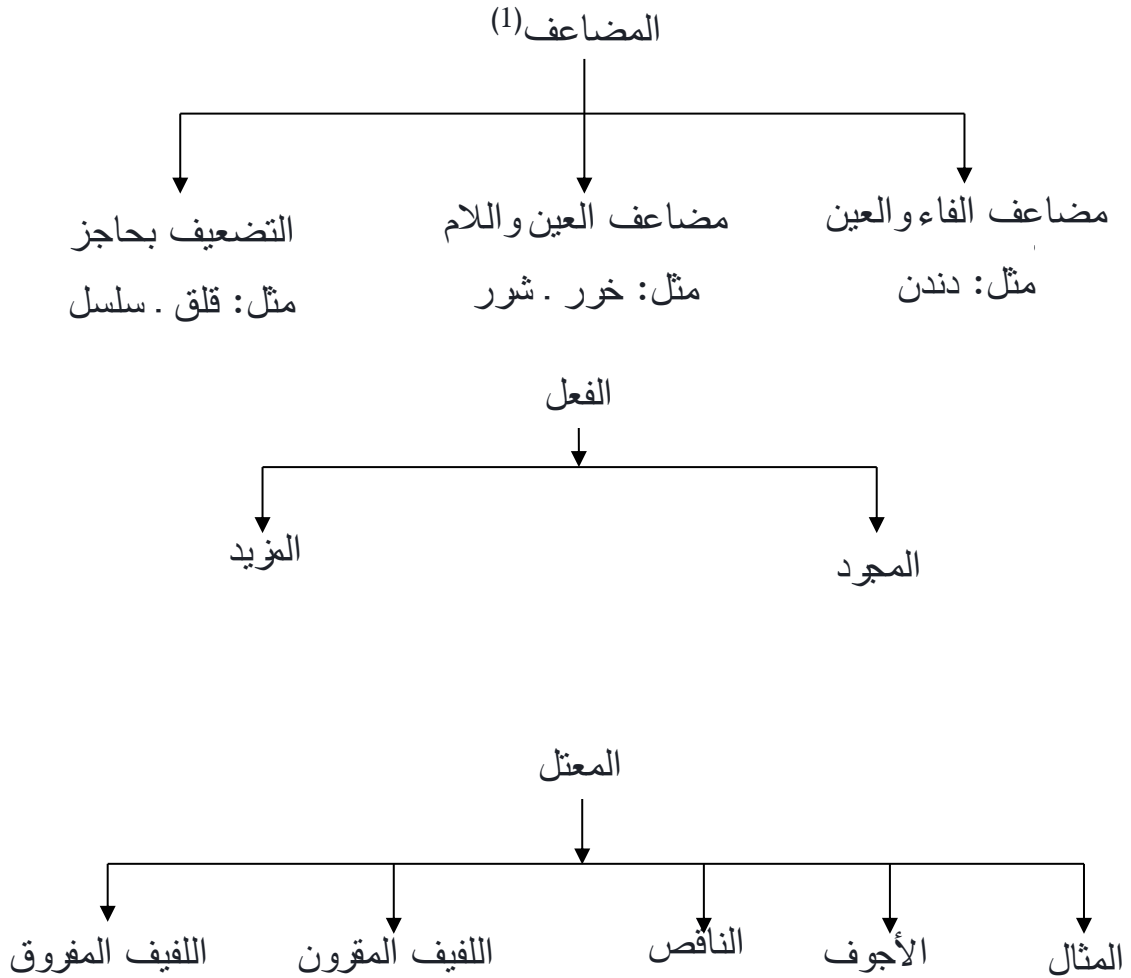 المضاعف(1)
مضاعف الفاء والعين
مثل: دندن
مضاعف العين واللام
مثل: خور . شرر
التضعيف بحاجز
مثل: قلق . سلسل
الفعل
المجرد
المزيد
المعتل
المثال
الأجوف
الناقص
اللفيف المقرون
اللفيف المفروق